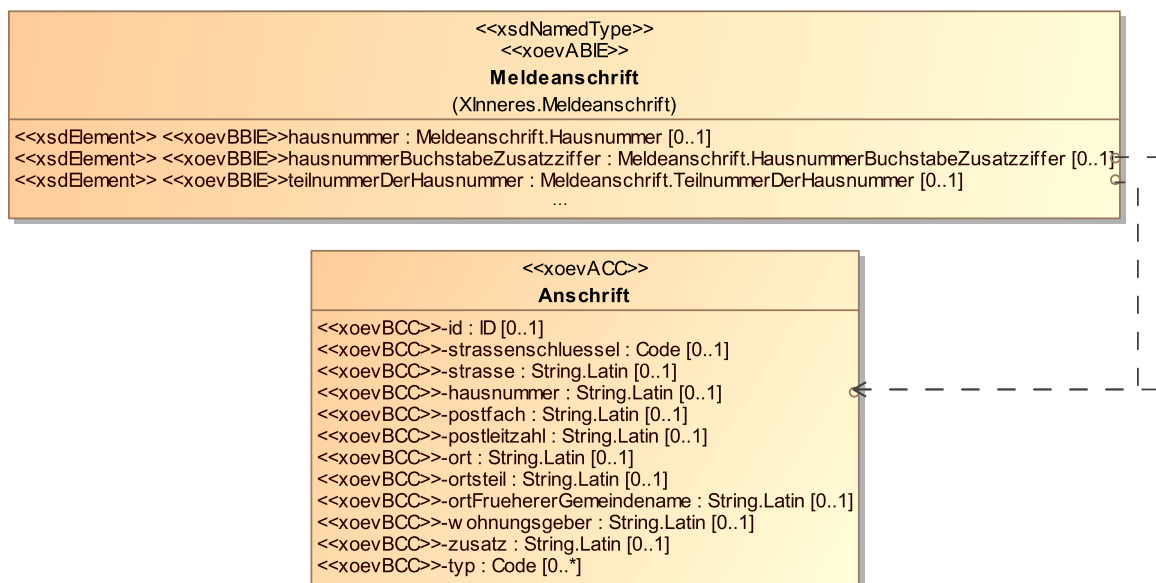 <<xsdNamedType>>
<<xoevABIE>>
Meldeanschrift
(XInneres.Meldeanschrift)
<<xsdElement>> <<xoevBBIE>>hausnummer : Meldeanschrift.Hausnummer [0..1]
<<xsdElement>> <<xoevBBIE>>hausnummerBuchstabeZusatzziffer : Meldeanschrift.HausnummerBuchstabeZusatzziffer [0..1]
<<xsdElement>> <<xoevBBIE>>teilnummerDerHausnummer : Meldeanschrift.TeilnummerDerHausnummer [0..1]
...
<<xoevACC>>
Anschrift
<<xoevBCC>>-id : ID [0..1]
<<xoevBCC>>-strassenschluessel : Code [0..1]
<<xoevBCC>>-strasse : String.Latin [0..1]
<<xoevBCC>>-hausnummer : String.Latin [0..1]
<<xoevBCC>>-postfach : String.Latin [0..1]
<<xoevBCC>>-postleitzahl : String.Latin [0..1]
<<xoevBCC>>-ort : String.Latin [0..1]
<<xoevBCC>>-ortsteil : String.Latin [0..1]
<<xoevBCC>>-ortFruehererGemeindename : String.Latin [0..1]
<<xoevBCC>>-wohnungsgeber : String.Latin [0..1]
<<xoevBCC>>-zusatz : String.Latin [0..1]
<<xoevBCC>>-typ : Code [0..*]